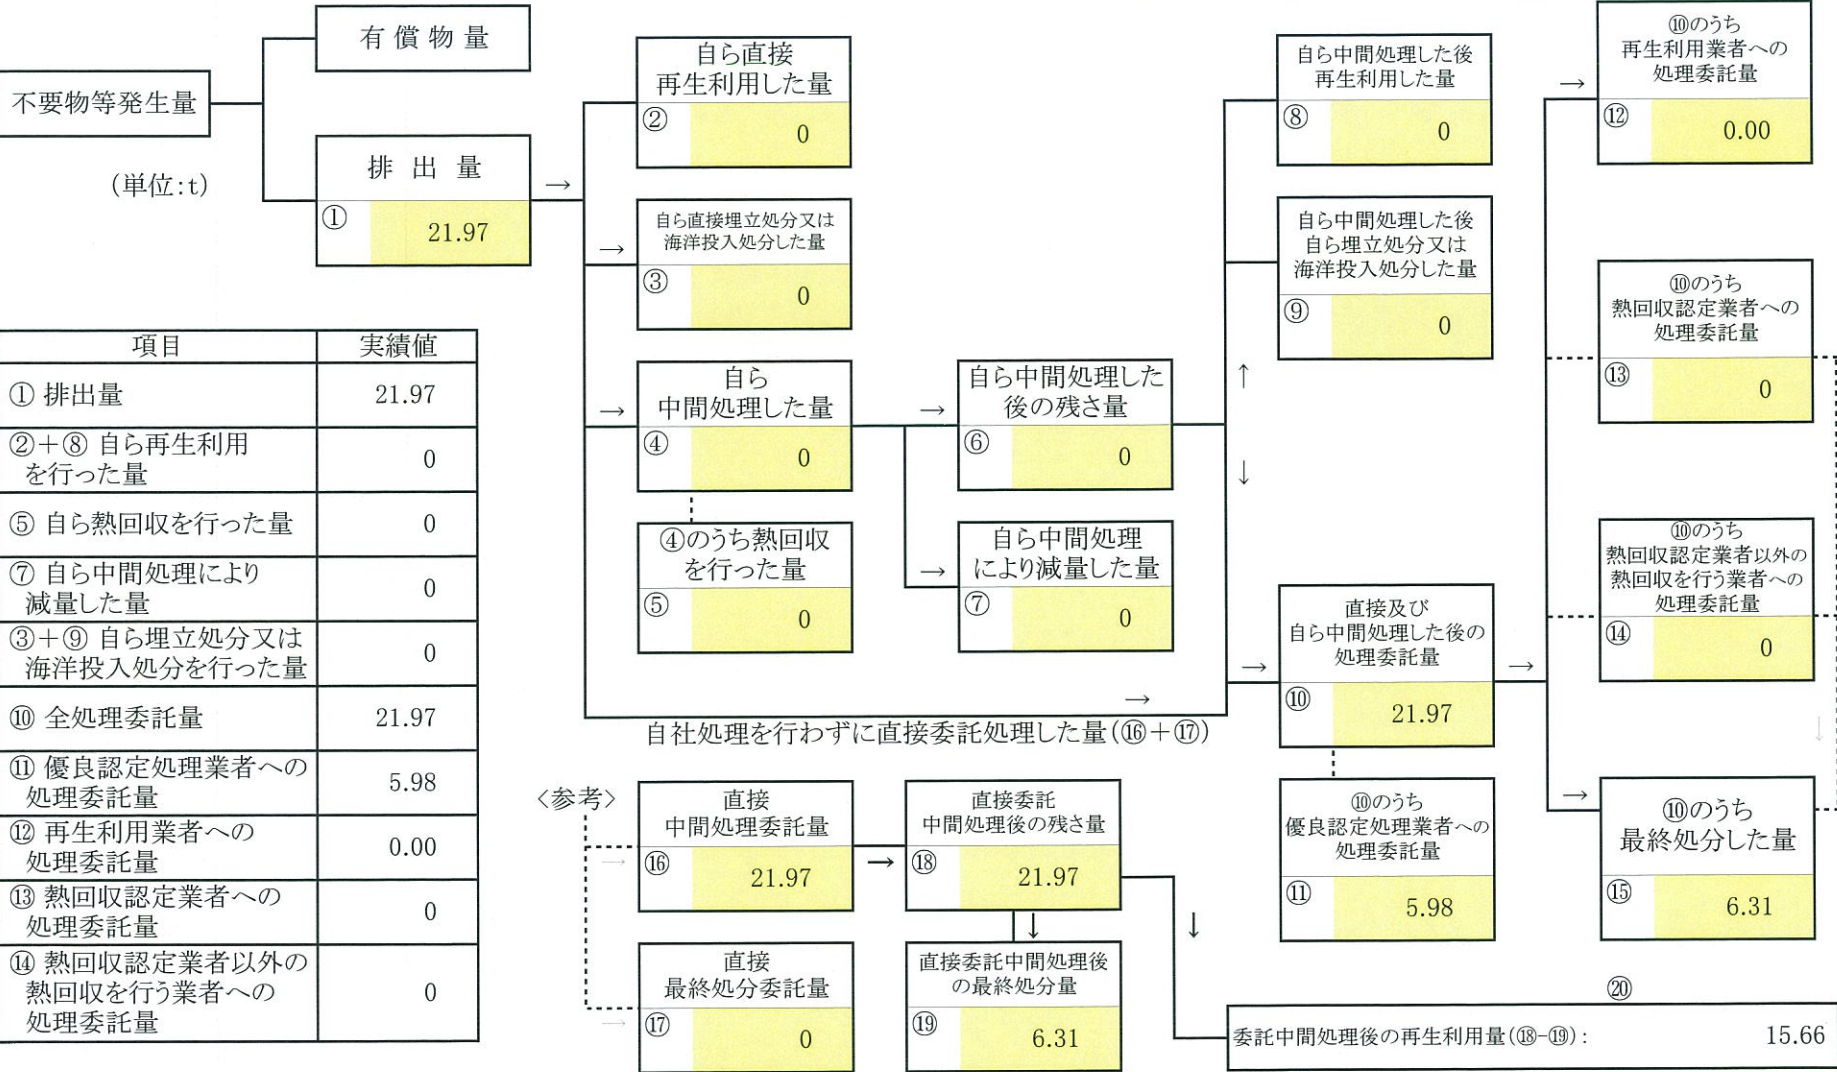 不要物等発生量
(単位:t)
有償物量
排出量
① 21.97
→
自ら直接
再生利用した量
② 0
→
自ら直接埋立処分又は
海洋投入処分した量
③ 0
→
自ら
中間処理した量
④ 0
④のうち熱回収
を行った量
⑤ 0
→
自ら中間処理した
後の残さ量
⑥ 0
→
自ら中間処理
により減量した量
⑦ 0
↑
↓
自ら中間処理した後
再生利用した量
⑧ 0
自ら中間処理した後
自ら埋立処分又は
海洋投入処分した量
⑨ 0
→
自社処理を行わずに直接委託処理した量(⑯+⑰)
→
直接及び
自ら中間処理した後の
処理委託量
⑩ 21.97
⑩のうち
優良認定処理業者への
処理委託量
⑪ 5.98
→
→
⑩のうち
再生利用業者への
処理委託量
⑫ 0.00
⑩のうち
熱回収認定業者への
処理委託量
⑬ 0
⑩のうち
熱回収認定業者以外の
熱回収を行う業者への
処理委託量
⑭ 0
↓
→
⑩のうち
最終処分した量
⑮ 6.31
項目 実績値
① 排出量 21.97
②+⑧ 自ら再生利用
を行った量 0
⑤ 自ら熱回収を行った量 0
⑦ 自ら中間処理により
減量した量 0
③+⑨ 自ら埋立処分又は
海洋投入処分を行った量 0
⑩ 全処理委託量 21.97
⑪ 優良認定処理業者への
処理委託量 5.98
⑫ 再生利用業者への
処理委託量 0.00
⑬ 熱回収認定業者への
処理委託量 0
⑭ 熱回収認定業者以外の
熱回収を行う業者への
処理委託量 0
<参考>
→
直接
中間処理委託量
⑯ 21.97
→
直接
最終処分委託量
⑰ 0
→
直接委託
中間処理後の残さ量
⑱ 21.97
↓
直接委託中間処理後
の最終処分量
⑲ 6.31
↓
⑳
委託中間処理後の再生利用量(⑱-⑲): 15.66